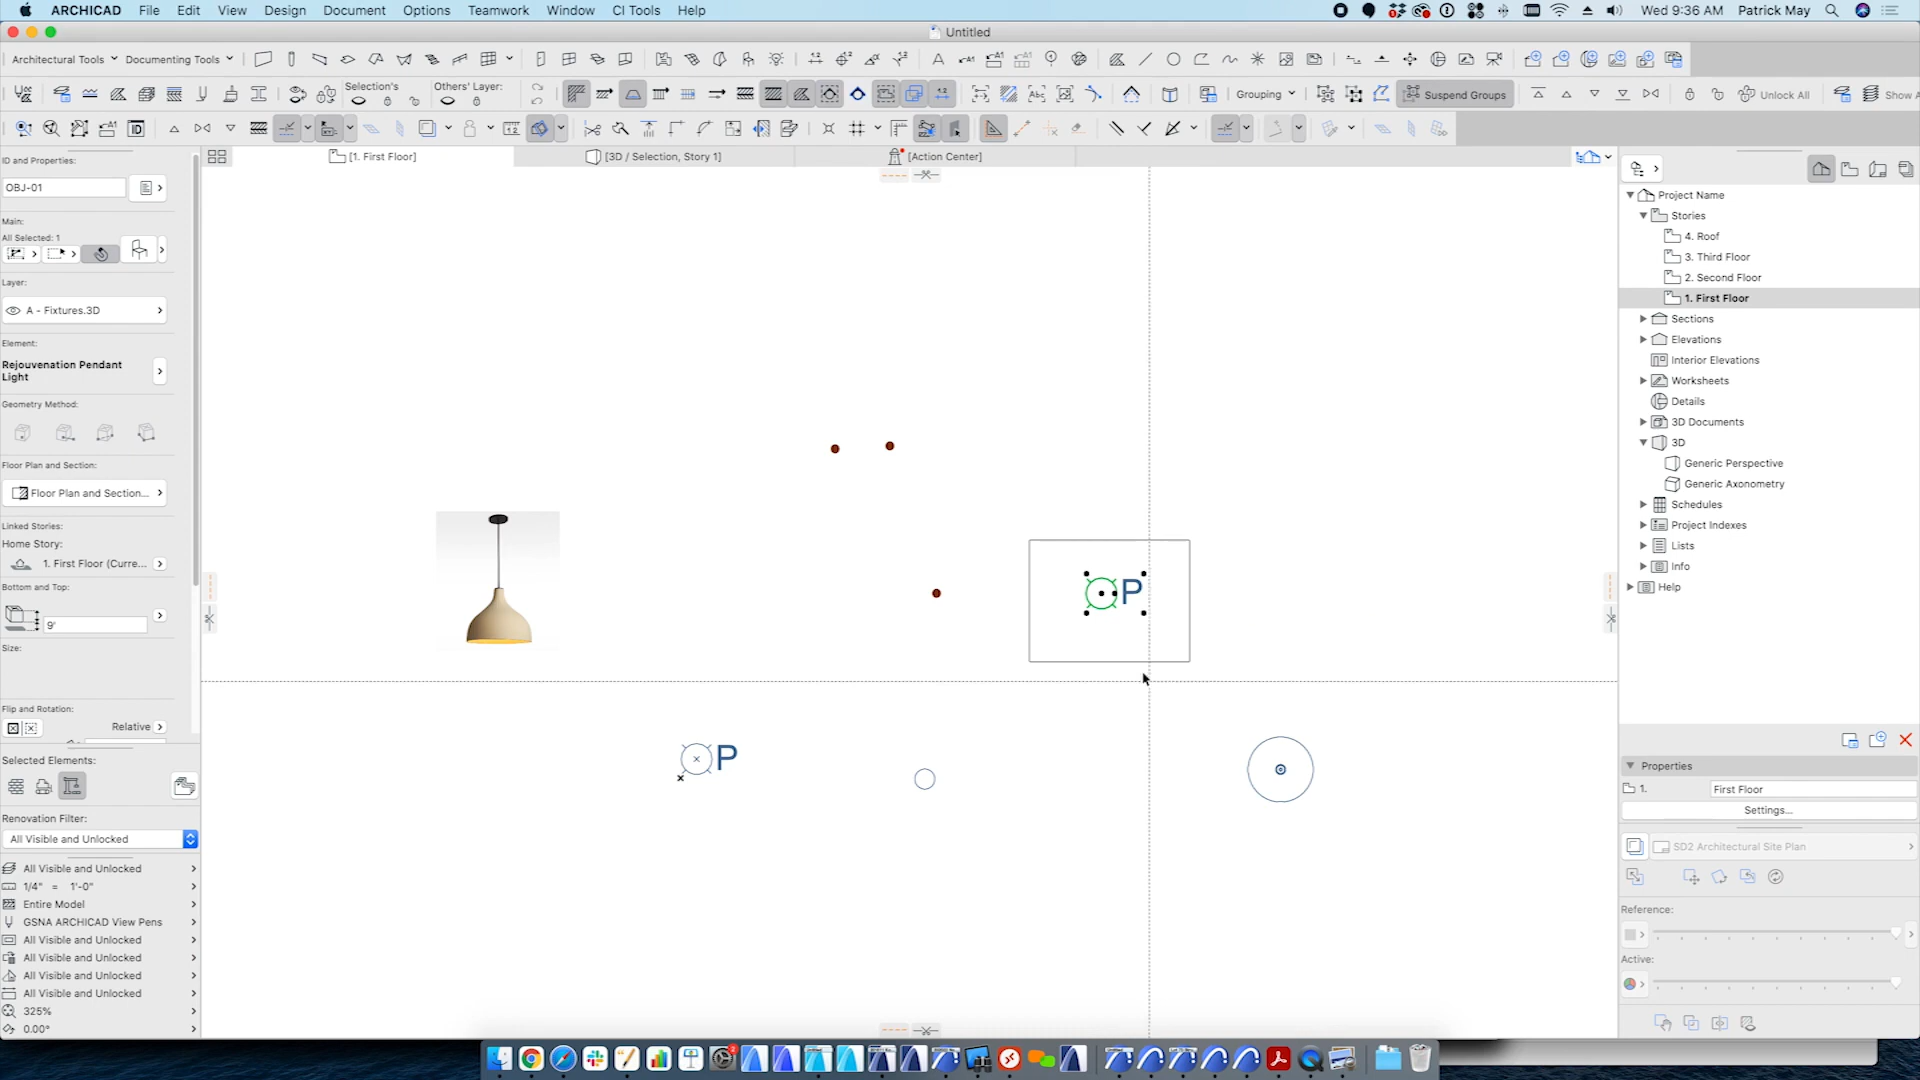 ARCHICAD File Edit View Design Document Options Teamwork Window CI Tools Help
Wed 9:36 AM Patrick May
Untitled
Architectural Tools Documenting Tools
Selection's
Others' Layer:
Grouping
Suspend Groups
Unlock All
Show A
ID and Properties:
[1. First Floor]
[3D / Selection, Story 1]
[Action Center]
OBJ-01
Main:
All Selected: 1
Layer:
A - Fixtures.3D
Element:
Rejouvenation Pendant
Light
Geometry Method:
Floor Plan and Section:
Floor Plan and Section...
Linked Stories:
Home Story:
1. First Floor (Curre...
Bottom and Top:
9'
Size:
Flip and Rotation:
Relative
Selected Elements:
Renovation Filter:
All Visible and Unlocked
All Visible and Unlocked
1/4" = 1'-0"
Entire Model
GSNA ARCHICAD View Pens
All Visible and Unlocked
All Visible and Unlocked
All Visible and Unlocked
All Visible and Unlocked
325%
0.00°
P
P
Project Name
Stories
4. Roof
3. Third Floor
2. Second Floor
1. First Floor
Sections
Elevations
Interior Elevations
Worksheets
Details
3D Documents
3D
Generic Perspective
Generic Axonometry
Schedules
Project Indexes
Lists
Info
Help
Properties
1. First Floor
Settings...
SD2 Architectural Site Plan
Reference:
Active: